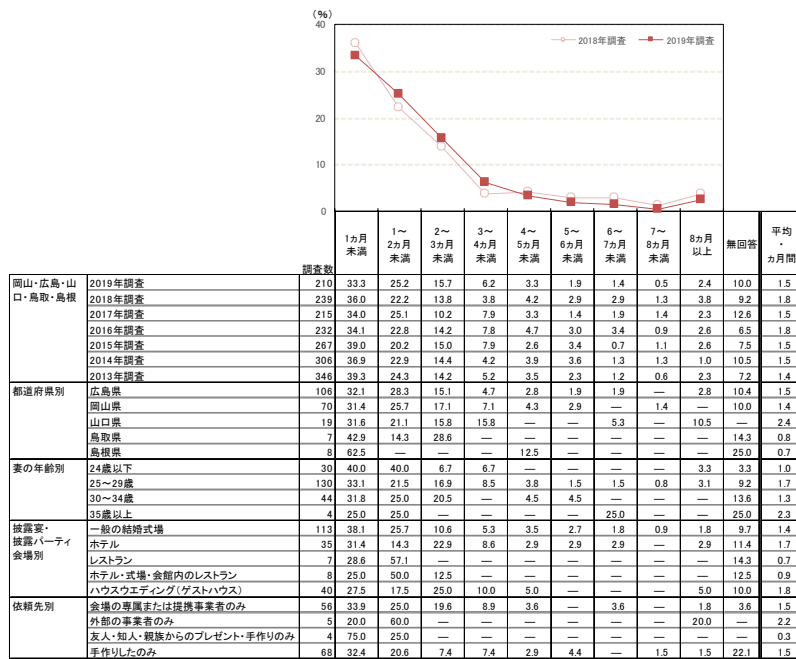 (%)
40
30
20
10
0
2018年調査 2019年調査
調査数 1ヵ月未満 1～2ヵ月未満 2～3ヵ月未満 3～4ヵ月未満 4～5ヵ月未満 5～6ヵ月未満 6～7ヵ月未満 7～8ヵ月未満 8ヵ月以上 無回答 平均・ヵ月間
岡山・広島・山口・鳥取・島根 2019年調査 210 33.3 25.2 15.7 6.2 3.3 1.9 1.4 0.5 2.4 10.0 1.5
2018年調査 239 36.0 22.2 13.8 3.8 4.2 2.9 2.9 1.3 3.8 9.2 1.8
2017年調査 215 34.0 25.1 10.2 7.9 3.3 1.4 1.9 1.4 2.3 12.6 1.5
2016年調査 232 34.1 22.8 14.2 7.8 4.7 3.0 3.4 0.9 2.6 6.5 1.8
2015年調査 267 39.0 20.2 15.0 7.9 2.6 3.4 0.7 1.1 2.6 7.5 1.5
2014年調査 306 36.9 22.9 14.4 4.2 3.9 3.6 1.3 1.3 1.0 10.5 1.5
2013年調査 346 39.3 24.3 14.2 5.2 3.5 2.3 1.2 0.6 2.3 7.2 1.4
都道府県別 広島県 106 32.1 28.3 15.1 4.7 2.8 1.9 1.9 — 2.8 10.4 1.5
岡山県 70 31.4 25.7 17.1 7.1 4.3 2.9 — 1.4 — 10.0 1.4
山口県 19 31.6 21.1 15.8 15.8 — — 5.3 — 10.5 — 2.4
鳥取県 7 42.9 14.3 28.6 — — — — — — 14.3 0.8
島根県 8 62.5 — — — 12.5 — — — — 25.0 0.7
妻の年齢別 24歳以下 30 40.0 40.0 6.7 6.7 — — — — 3.3 3.3 1.0
25～29歳 130 33.1 21.5 16.9 8.5 3.8 1.5 1.5 0.8 3.1 9.2 1.7
30～34歳 44 31.8 25.0 20.5 — 4.5 4.5 — — — 13.6 1.3
35歳以上 4 25.0 25.0 — — — — 25.0 — — 25.0 2.3
披露宴・披露パーティ会場別 一般の結婚式場 113 38.1 25.7 10.6 5.3 3.5 2.7 1.8 0.9 1.8 9.7 1.4
ホテル 35 31.4 14.3 22.9 8.6 2.9 2.9 2.9 — 2.9 11.4 1.7
レストラン 7 28.6 57.1 — — — — — — — 14.3 0.7
ホテル・式場・会館内のレストラン 8 25.0 50.0 12.5 — — — — — — 12.5 0.9
ハウスウエディング(ゲストハウス) 40 27.5 17.5 25.0 10.0 5.0 — — — 5.0 10.0 1.8
依頼先別 会場の専属または提携事業者のみ 56 33.9 25.0 19.6 8.9 3.6 — 3.6 — 1.8 3.6 1.5
外部の事業者のみ 5 20.0 60.0 — — — — — — 20.0 — 2.2
友人・知人・親族からのプレゼント・手作りのみ 4 75.0 25.0 — — — — — — — — 0.3
手作りしたのみ 68 32.4 20.6 7.4 7.4 2.9 4.4 — 1.5 1.5 22.1 1.5